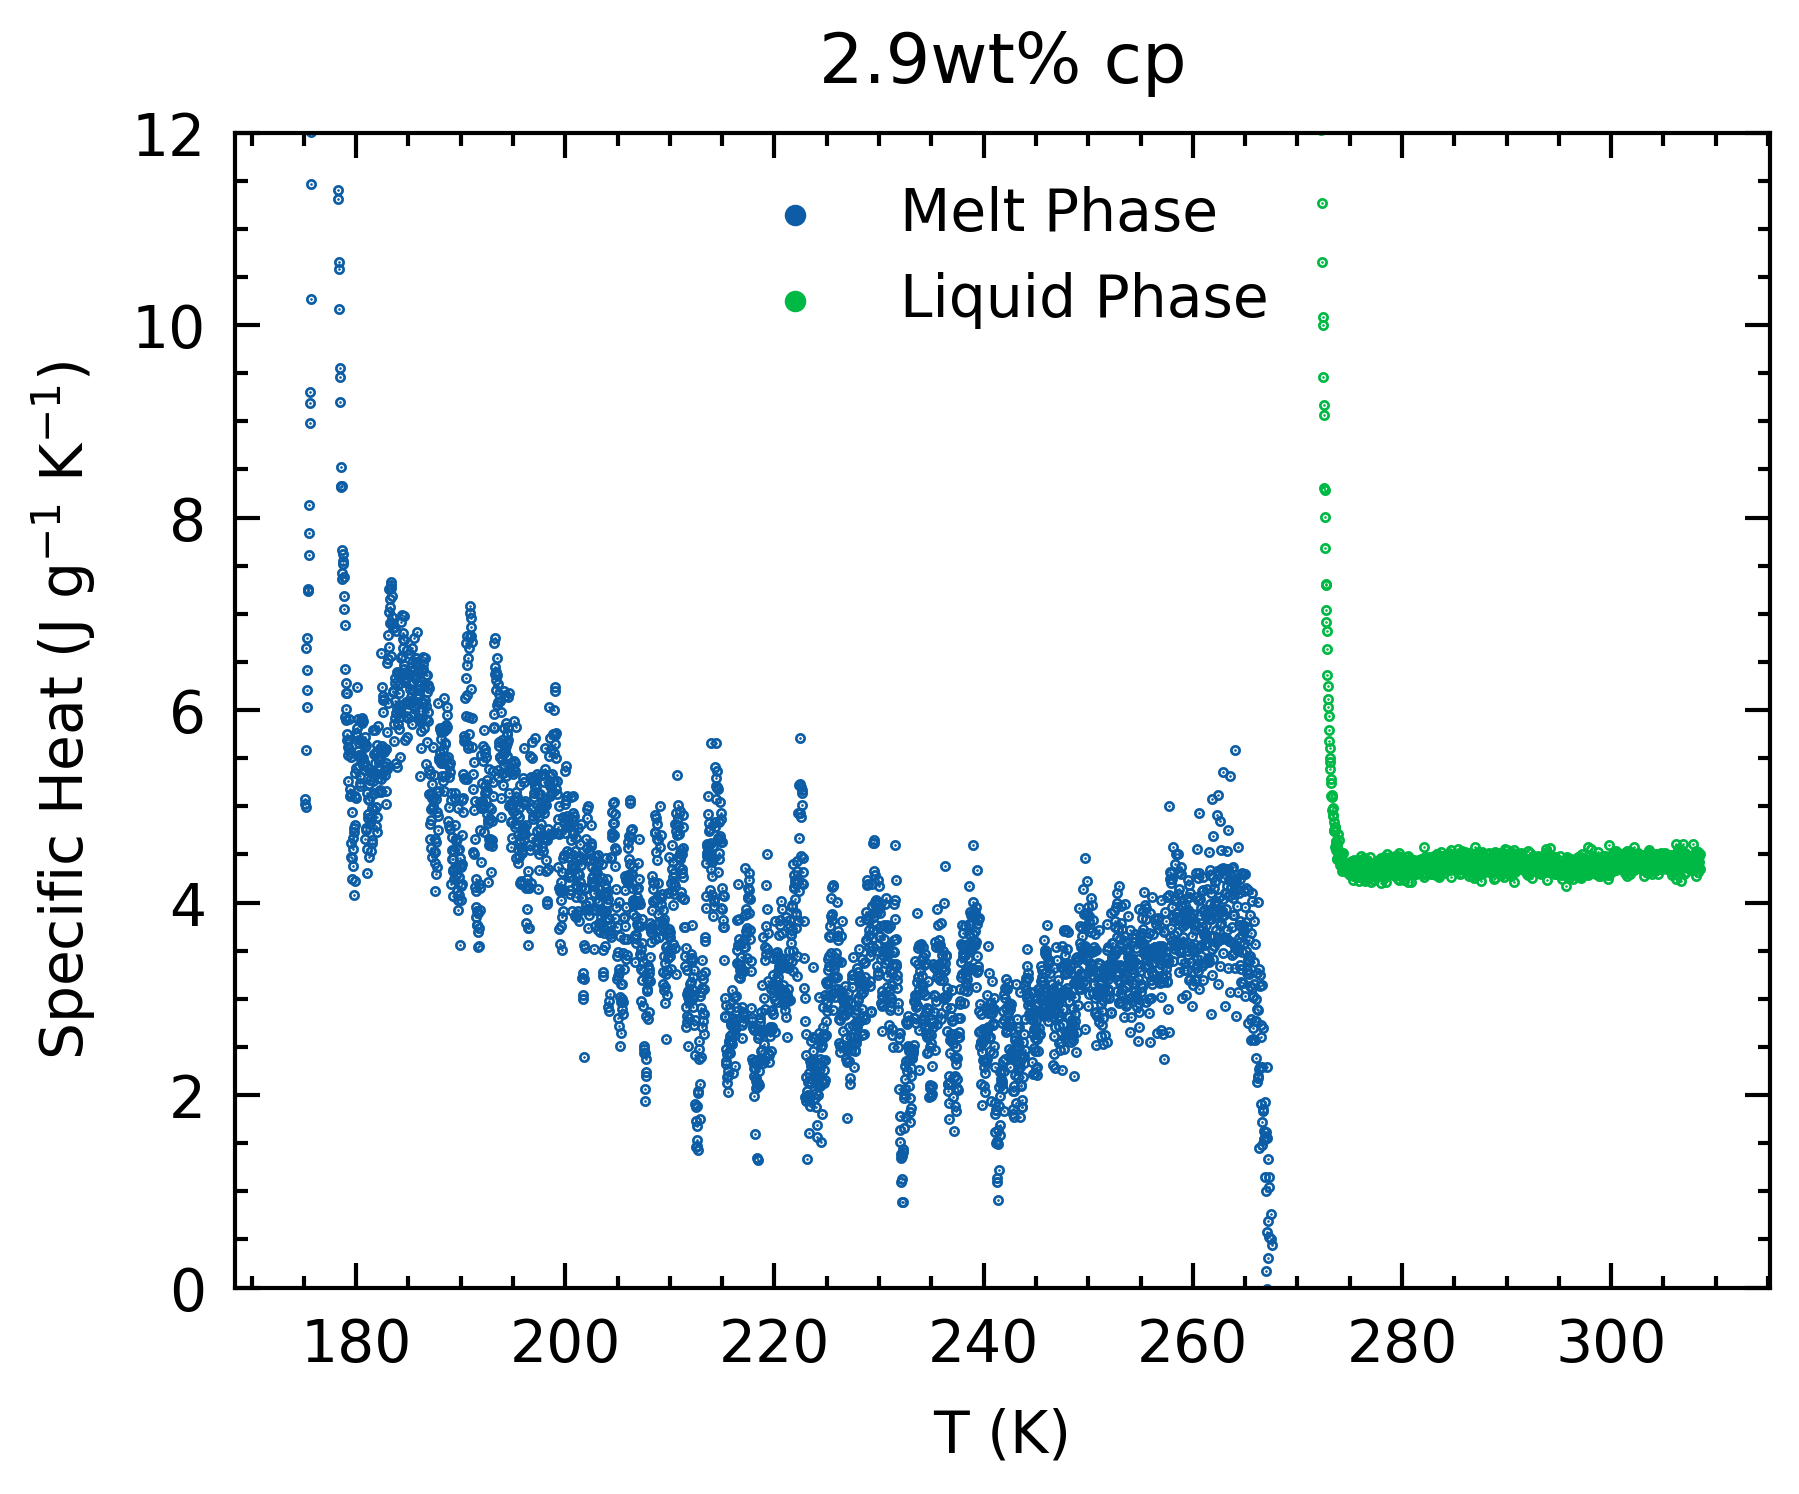 2.9wt% cp
12
10
8
6
4
2
0
Specific Heat (J g⁻¹ K⁻¹)
Melt Phase
Liquid Phase
180 200 220 240 260 280 300
T (K)